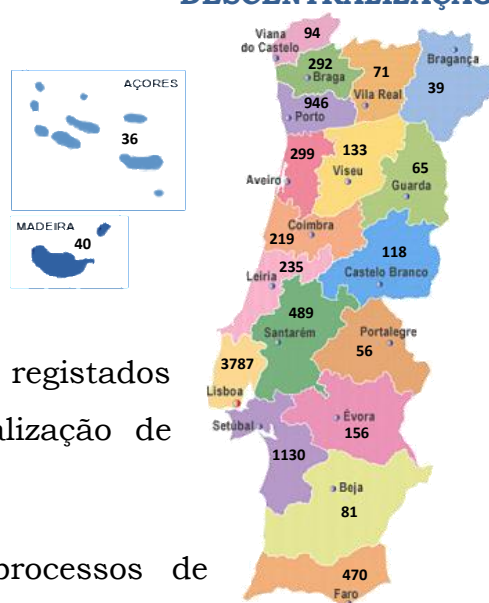 DESCENTRALIZAÇÃO
Viana
do Castelo
94
292
Braga
71
Vila Real
Bragança
39
946
Porto
AÇORES
36
299
Aveiro
133
Viseu
65
Guarda
MADEIRA
40
Coimbra
219
118
Castelo Branco
235
Leiria
489
Santarém
Portalegre
56
3787
Lisboa
registados
Setúbal
Évora
156
alização de
1130
Beja
81
processos de
470
Faro